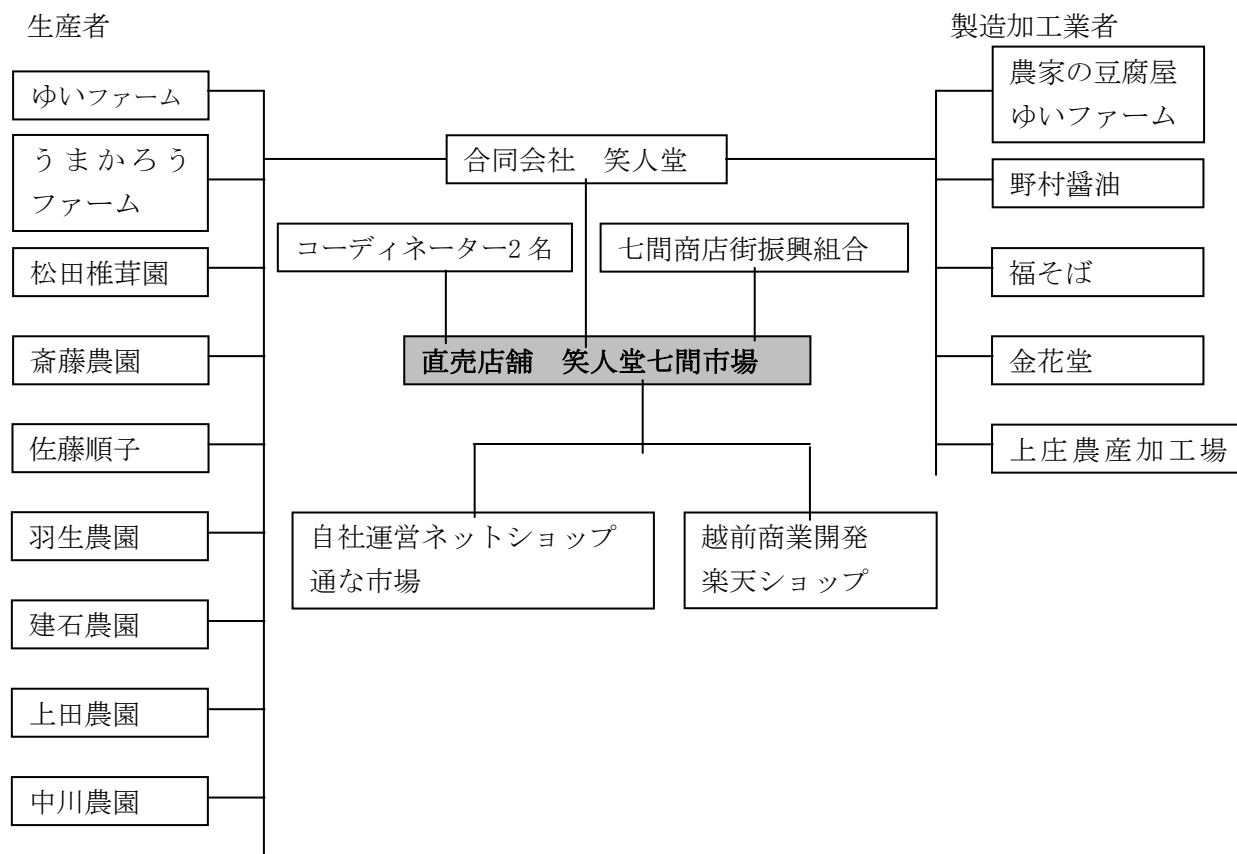 生産者
ゆいファーム
うまかろう
ファーム
松田椎茸園
斎藤農園
佐藤順子
羽生農園
建石農園
上田農園
中川農園
合同会社　笑人堂
コーディネーター2 名
七間商店街振興組合
直売店舗　笑人堂七間市場
自社運営ネットショップ
通な市場
越前商業開発
楽天ショップ
製造加工業者
農家の豆腐屋
ゆいファーム
野村醤油
福そば
金花堂
上庄農産加工場